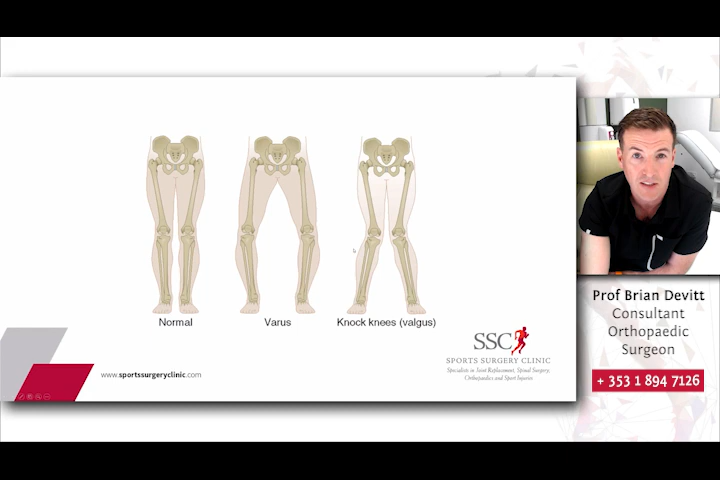 Normal
Varus
Knock knees (valgus)
SSC
SPORTS SURGERY CLINIC
Specialists in Joint Replacement, Spinal Surgery,
Orthopaedics and Sport Injuries
www.sportssurgeryclinic.com
Prof Brian Devitt
Consultant
Orthopaedic
Surgeon
+ 353 1 894 7126